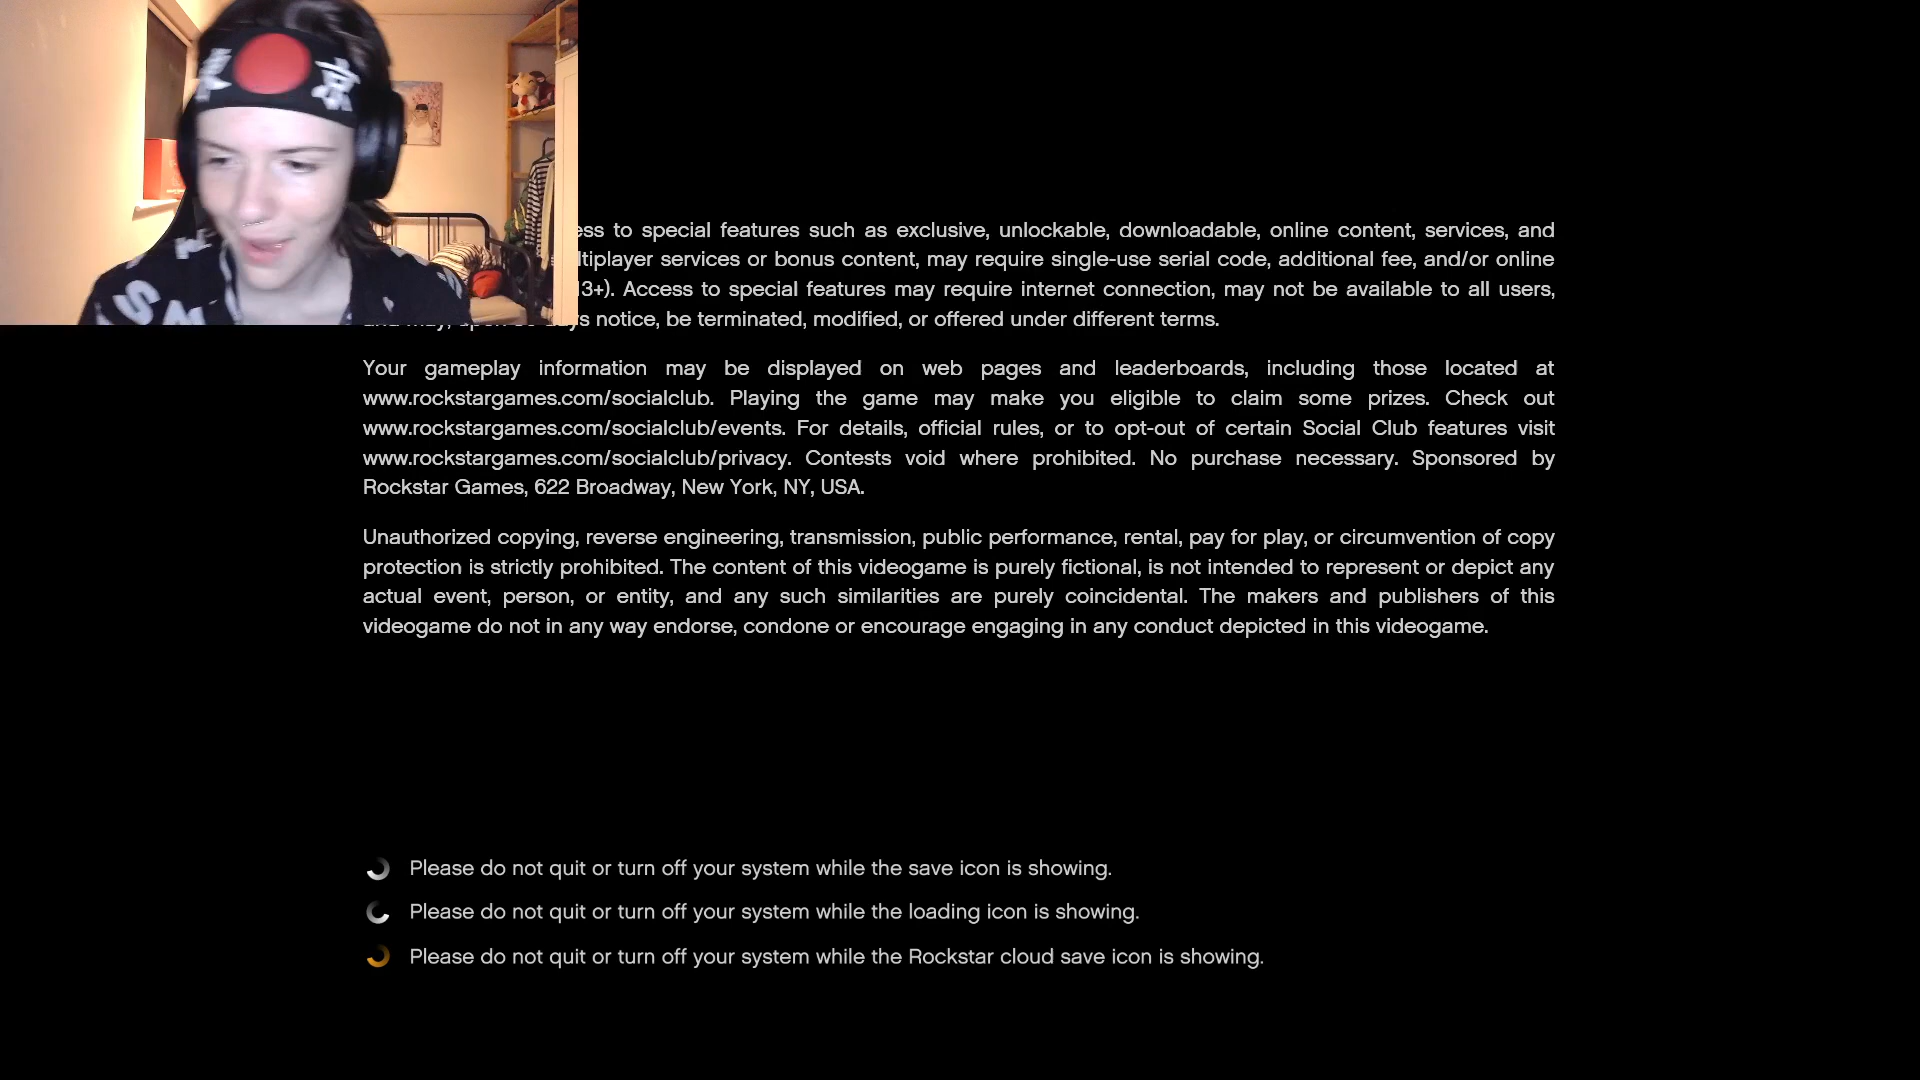 京
to special features such as exclusive, unlockable, downloadable, online content, services, and
services or bonus content, may require single-use serial code, additional fee, and/or online
13+). Access to special features may require internet connection, may not be available to all users,
notice, be terminated, modified, or offered under different terms.
Your gameplay information may be displayed on web pages and leaderboards, including those located at
www.rockstargames.com/socialclub. Playing the game may make you eligible to claim some prizes. Check out
www.rockstargames.com/socialclub/events. For details, official rules, or to opt-out of certain Social Club features visit
www.rockstargames.com/socialclub/privacy. Contests void where prohibited. No purchase necessary. Sponsored by
Rockstar Games, 622 Broadway, New York, NY, USA.
Unauthorized copying, reverse engineering, transmission, public performance, rental, pay for play, or circumvention of copy
protection is strictly prohibited. The content of this videogame is purely fictional, is not intended to represent or depict any
actual event, person, or entity, and any such similarities are purely coincidental. The makers and publishers of this
videogame do not in any way endorse, condone or encourage engaging in any conduct depicted in this videogame.
Please do not quit or turn off your system while the save icon is showing.
Please do not quit or turn off your system while the loading icon is showing.
Please do not quit or turn off your system while the Rockstar cloud save icon is showing.